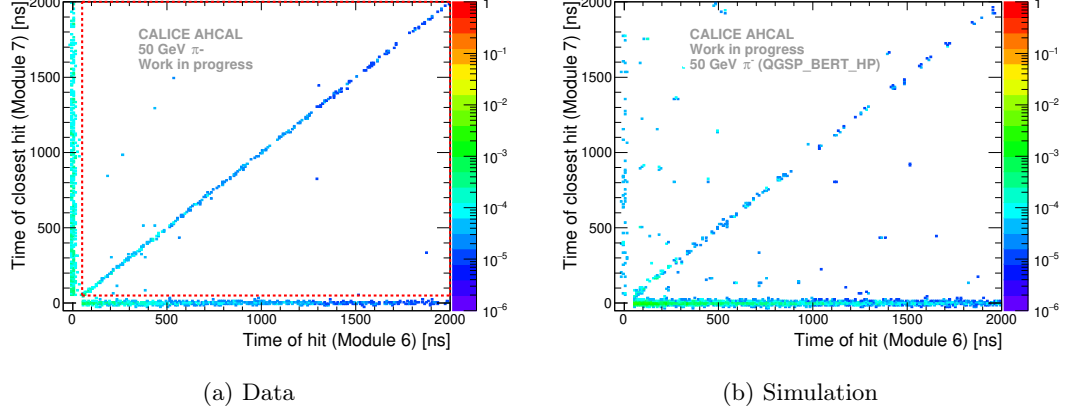 Time of closest hit (Module 7) [ns]
2000
1500
1000
500
0
CALICE AHCAL
50 GeV π-
Work in progress
0 500 1000 1500 2000
Time of hit (Module 6) [ns]
1
10⁻¹
10⁻²
10⁻³
10⁻⁴
10⁻⁵
10⁻⁶
(a) Data
Time of closest hit (Module 7) [ns]
2000
1500
1000
500
0
CALICE AHCAL
Work in progress
50 GeV π⁻ (QGSP_BERT_HP)
0 500 1000 1500 2000
Time of hit (Module 6) [ns]
1
10⁻¹
10⁻²
10⁻³
10⁻⁴
10⁻⁵
10⁻⁶
(b) Simulation